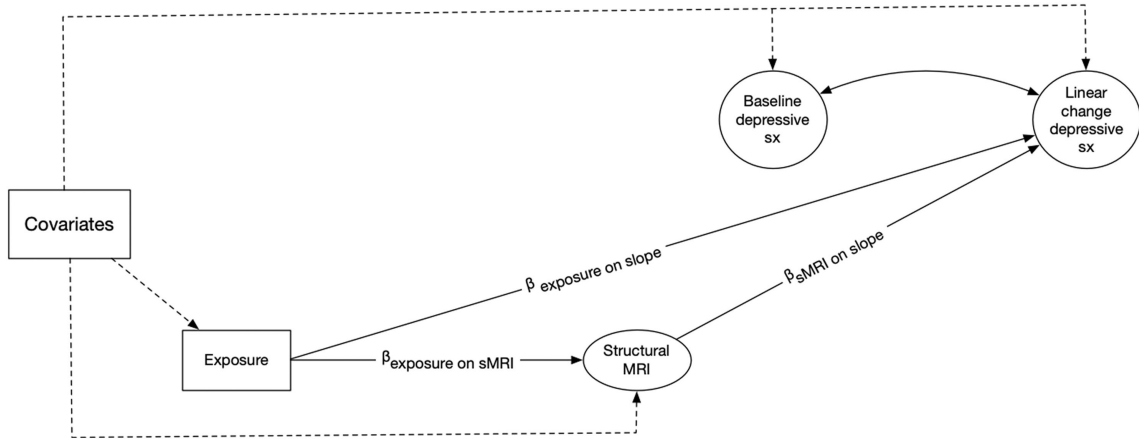 Baseline
depressive
sx
Linear
change
depressive
sx
Covariates
β exposure on slope
βsMRI on slope
Exposure
βexposure on sMRI
Structural
MRI